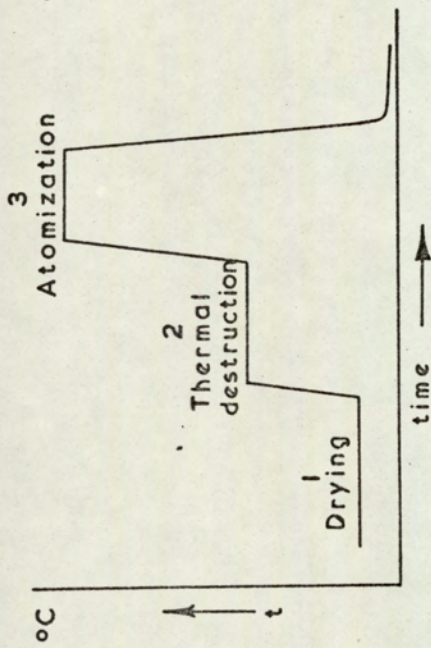 °C
t
1
Drying
2
Thermal
destruction
3
Atomization
time